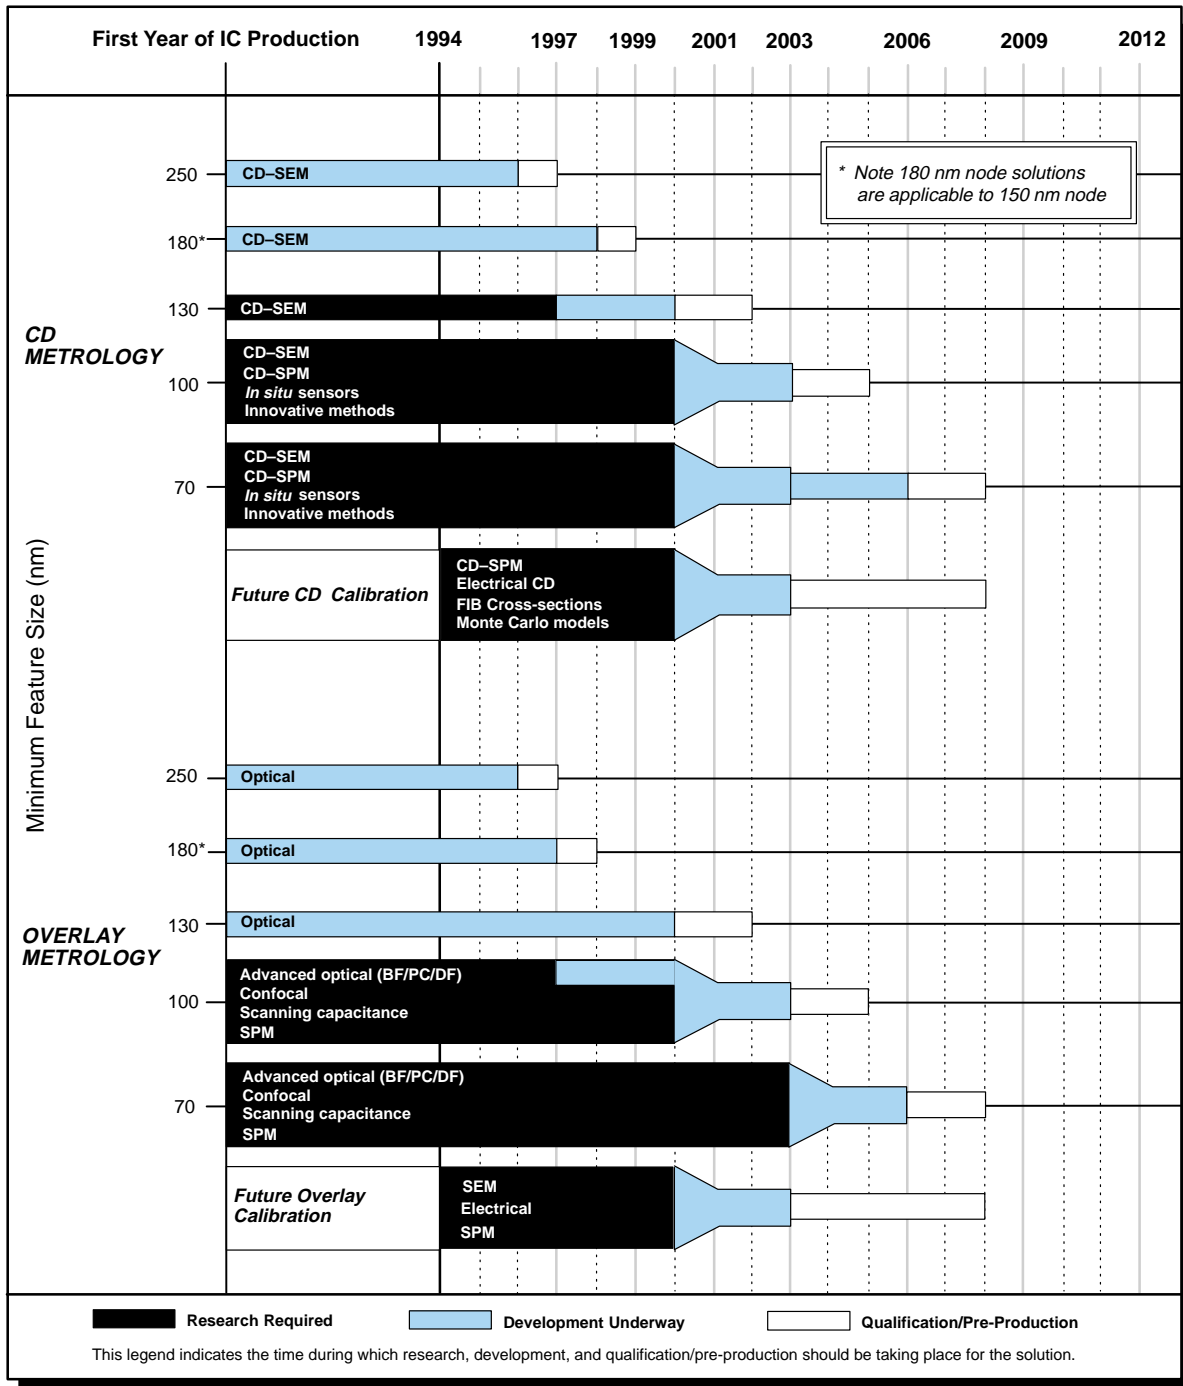 First Year of IC Production 1994 1997 1999 2001 2003 2006 2009 2012
* Note 180 nm node solutions
are applicable to 150 nm node
Minimum Feature Size (nm)
CD
METROLOGY
250 CD–SEM
180* CD–SEM
130 CD–SEM
100
CD–SEM
CD–SPM
In situ sensors
Innovative methods
70
CD–SEM
CD–SPM
In situ sensors
Innovative methods
Future CD Calibration
CD–SPM
Electrical CD
FIB Cross-sections
Monte Carlo models
OVERLAY
METROLOGY
250 Optical
180* Optical
130 Optical
100
Advanced optical (BF/PC/DF)
Confocal
Scanning capacitance
SPM
70
Advanced optical (BF/PC/DF)
Confocal
Scanning capacitance
SPM
Future Overlay
Calibration
SEM
Electrical
SPM
Research Required Development Underway Qualification/Pre-Production
This legend indicates the time during which research, development, and qualification/pre-production should be taking place for the solution.